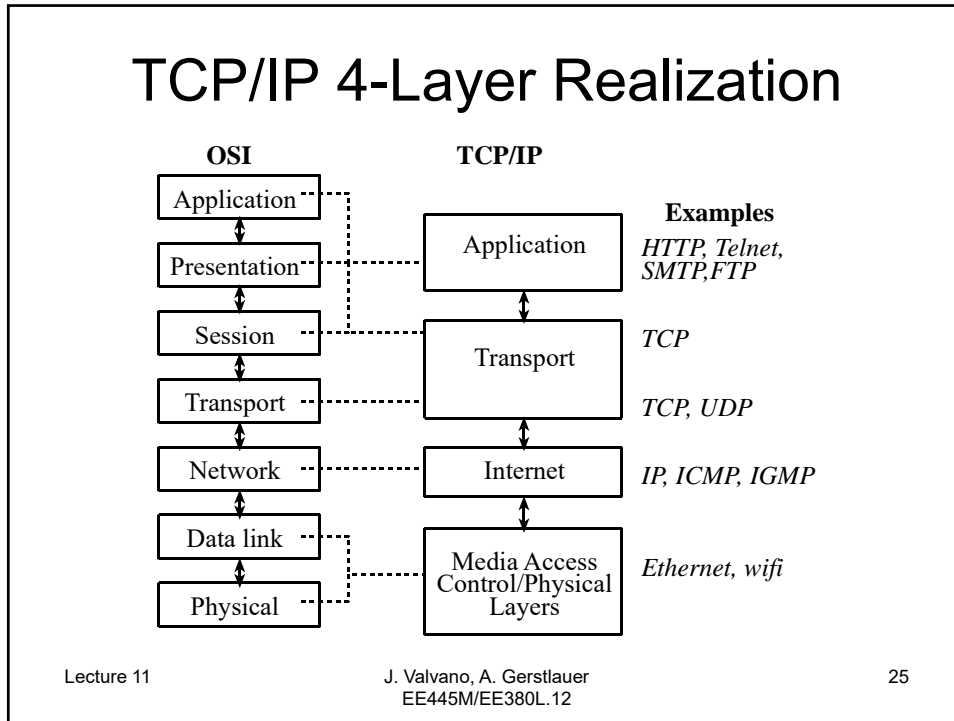 TCP/IP 4-Layer Realization
OSI
TCP/IP
Application
Presentation
Session
Transport
Network
Data link
Physical
Application
Transport
Internet
Media Access
Control/Physical
Layers
Examples
HTTP, Telnet,
SMTP,FTP
TCP
TCP, UDP
IP, ICMP, IGMP
Ethernet, wifi
Lecture 11
J. Valvano, A. Gerstlauer
EE445M/EE380L.12
25